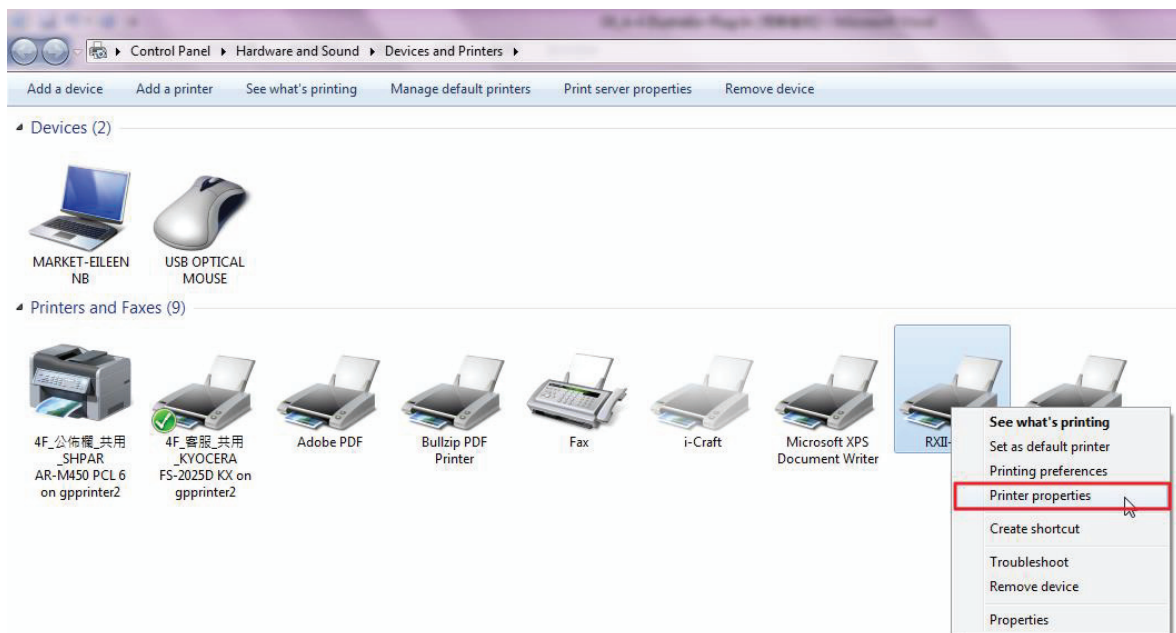 Control Panel ▸ Hardware and Sound ▸ Devices and Printers ▸
Add a device Add a printer See what's printing Manage default printers Print server properties Remove device
Devices (2)
MARKET-EILEEN
NB
USB OPTICAL
MOUSE
Printers and Faxes (9)
4F_公佈欄_共用
_SHPAR
AR-M450 PCL 6
on gpprinter2
4F_客服_共用
_KYOCERA
FS-2025D KX on
gpprinter2
Adobe PDF
Bullzip PDF
Printer
Fax
i-Craft
Microsoft XPS
Document Writer
RXII-
See what's printing
Set as default printer
Printing preferences
Printer properties
Create shortcut
Troubleshoot
Remove device
Properties